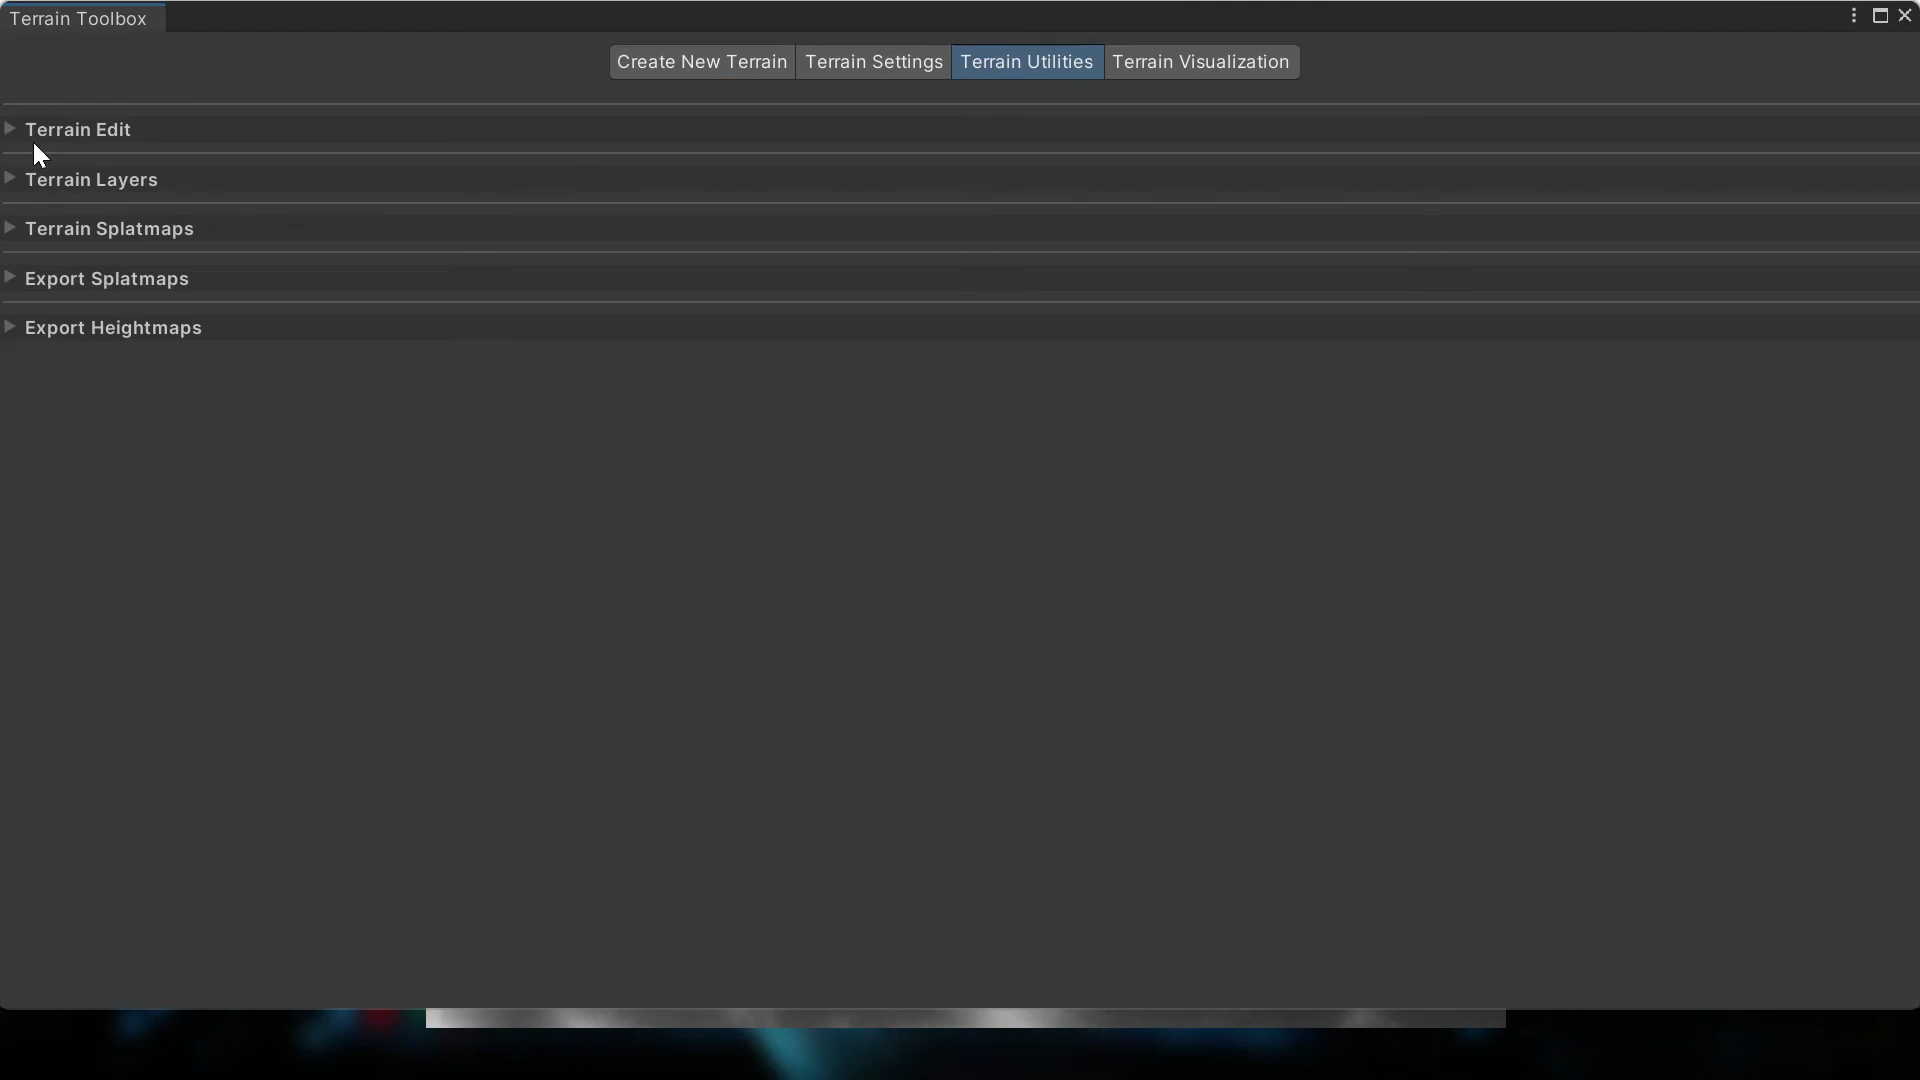 Terrain Toolbox
Create New Terrain Terrain Settings Terrain Utilities Terrain Visualization
Terrain Edit
Terrain Layers
Terrain Splatmaps
Export Splatmaps
Export Heightmaps